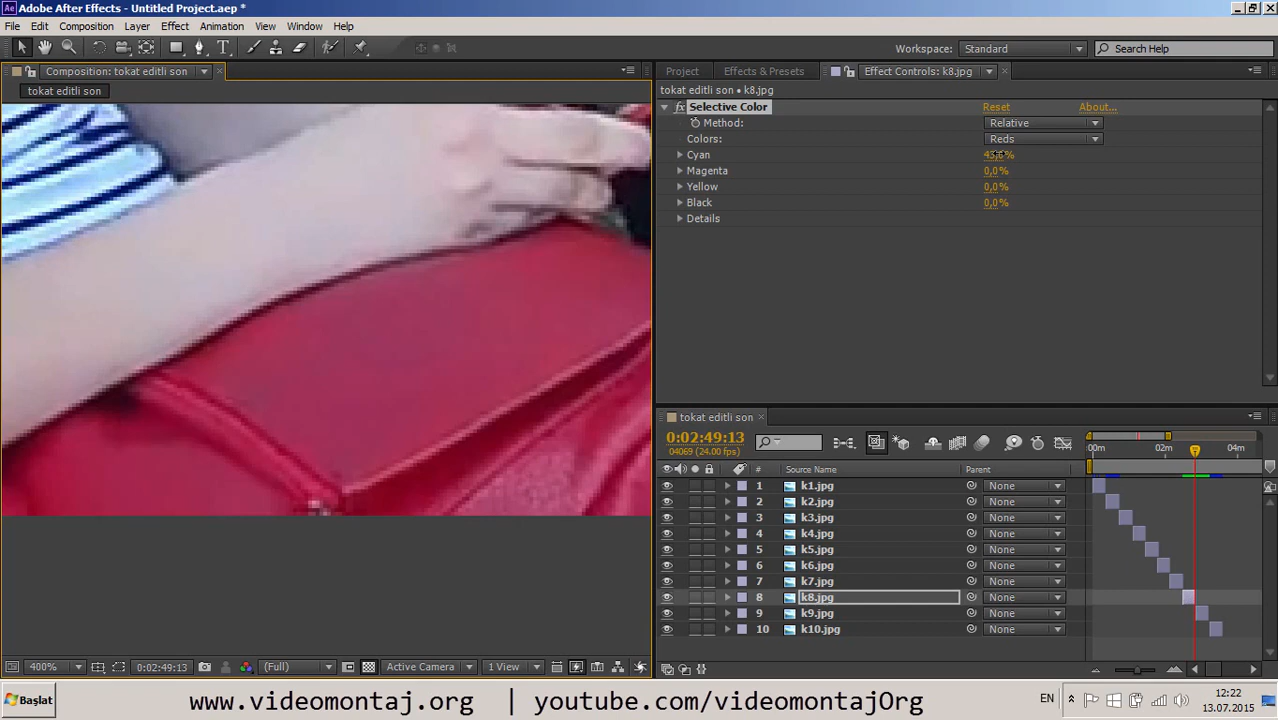 Adobe After Effects - Untitled Project.aep *
File Edit Composition Layer Effect Animation View Window Help
Workspace: Standard Search Help
Composition: tokat editli son Project Effects & Presets Effect Controls: k8.jpg
tokat editli son
tokat editli son • k8.jpg
fx Selective Color Reset About...
Method: Relative
Colors: Reds
Cyan
Magenta 0,0%
Yellow 0,0%
Black 0,0%
Details
tokat editli son
0:02:49:13
04069 (24.00 fps)
:00m 02m 04m
# Source Name Parent
1 k1.jpg None
2 k2.jpg None
3 k3.jpg None
4 k4.jpg None
5 k5.jpg None
6 k6.jpg None
7 k7.jpg None
8 k8.jpg None
9 k9.jpg None
10 k10.jpg None
400% 0:02:49:13 (Full) Active Camera 1 View
Başlat www.videomontaj.org | youtube.com/videomontajOrg EN 12:22
13.07.2015